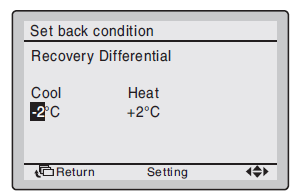 Set back condition
Recovery Differential
Cool Heat
-2°C +2°C
Return Setting